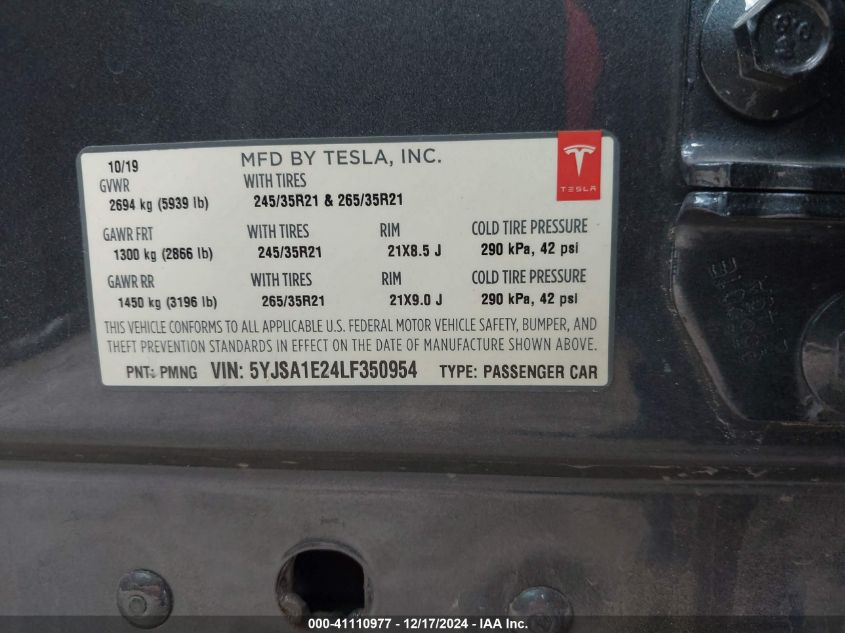 10/19 MFD BY TESLA, INC.
TESLA
GVWR WITH TIRES
2694 kg (5939 lb) 245/35R21 & 265/35R21
GAWR FRT WITH TIRES RIM COLD TIRE PRESSURE
1300 kg (2866 lb) 245/35R21 21X8.5 J 290 kPa, 42 psi
GAWR RR WITH TIRES RIM COLD TIRE PRESSURE
1450 kg (3196 lb) 265/35R21 21X9.0 J 290 kPa, 42 psi
THIS VEHICLE CONFORMS TO ALL APPLICABLE U.S. FEDERAL MOTOR VEHICLE SAFETY, BUMPER, AND
THEFT PREVENTION STANDARDS IN EFFECT ON THE DATE OF MANUFACTURE SHOWN ABOVE.
PNT: PMNG VIN: 5YJSA1E24LF350954 TYPE: PASSENGER CAR
000-41110977 - 12/17/2024 - IAA Inc.